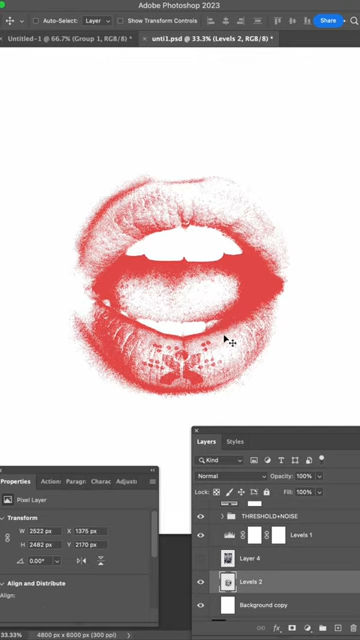 Adobe Photoshop 2023
Auto-Select: Layer Show Transform Controls Share
Untitled-1 @ 66.7% (Group 1, RGB/8) * unti1.psd @ 33.3% (Levels 2, RGB/8) *
Layers Styles
Kind
Normal Opacity: 100%
Lock: Fill: 100%
THRESHOLD+NOISE
Levels 1
Layer 4
Levels 2
Background copy
fx
Properties Action Paragr Charac Adjust
Pixel Layer
Transform
W 2522 px X 1375 px
H 2482 px Y 2170 px
0.00°
Align and Distribute
Align:
33.33% 4800 px x 6000 px (300 ppi)